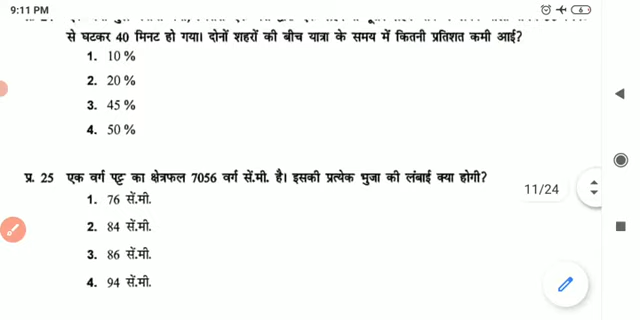 9:11 PM
से घटकर 40 मिनट हो गया। दोनों शहरों की बीच यात्रा के समय में कितनी प्रतिशत कमी आई?
1. 10 %
2. 20 %
3. 45 %
4. 50 %
प्र. 25 एक वर्ग पट्ट का क्षेत्रफल 7056 वर्ग सें.मी. है। इसकी प्रत्येक भुजा की लंबाई क्या होगी?
11/24
1. 76 सें.मी.
2. 84 सें.मी.
3. 86 सें.मी.
4. 94 सें.मी.